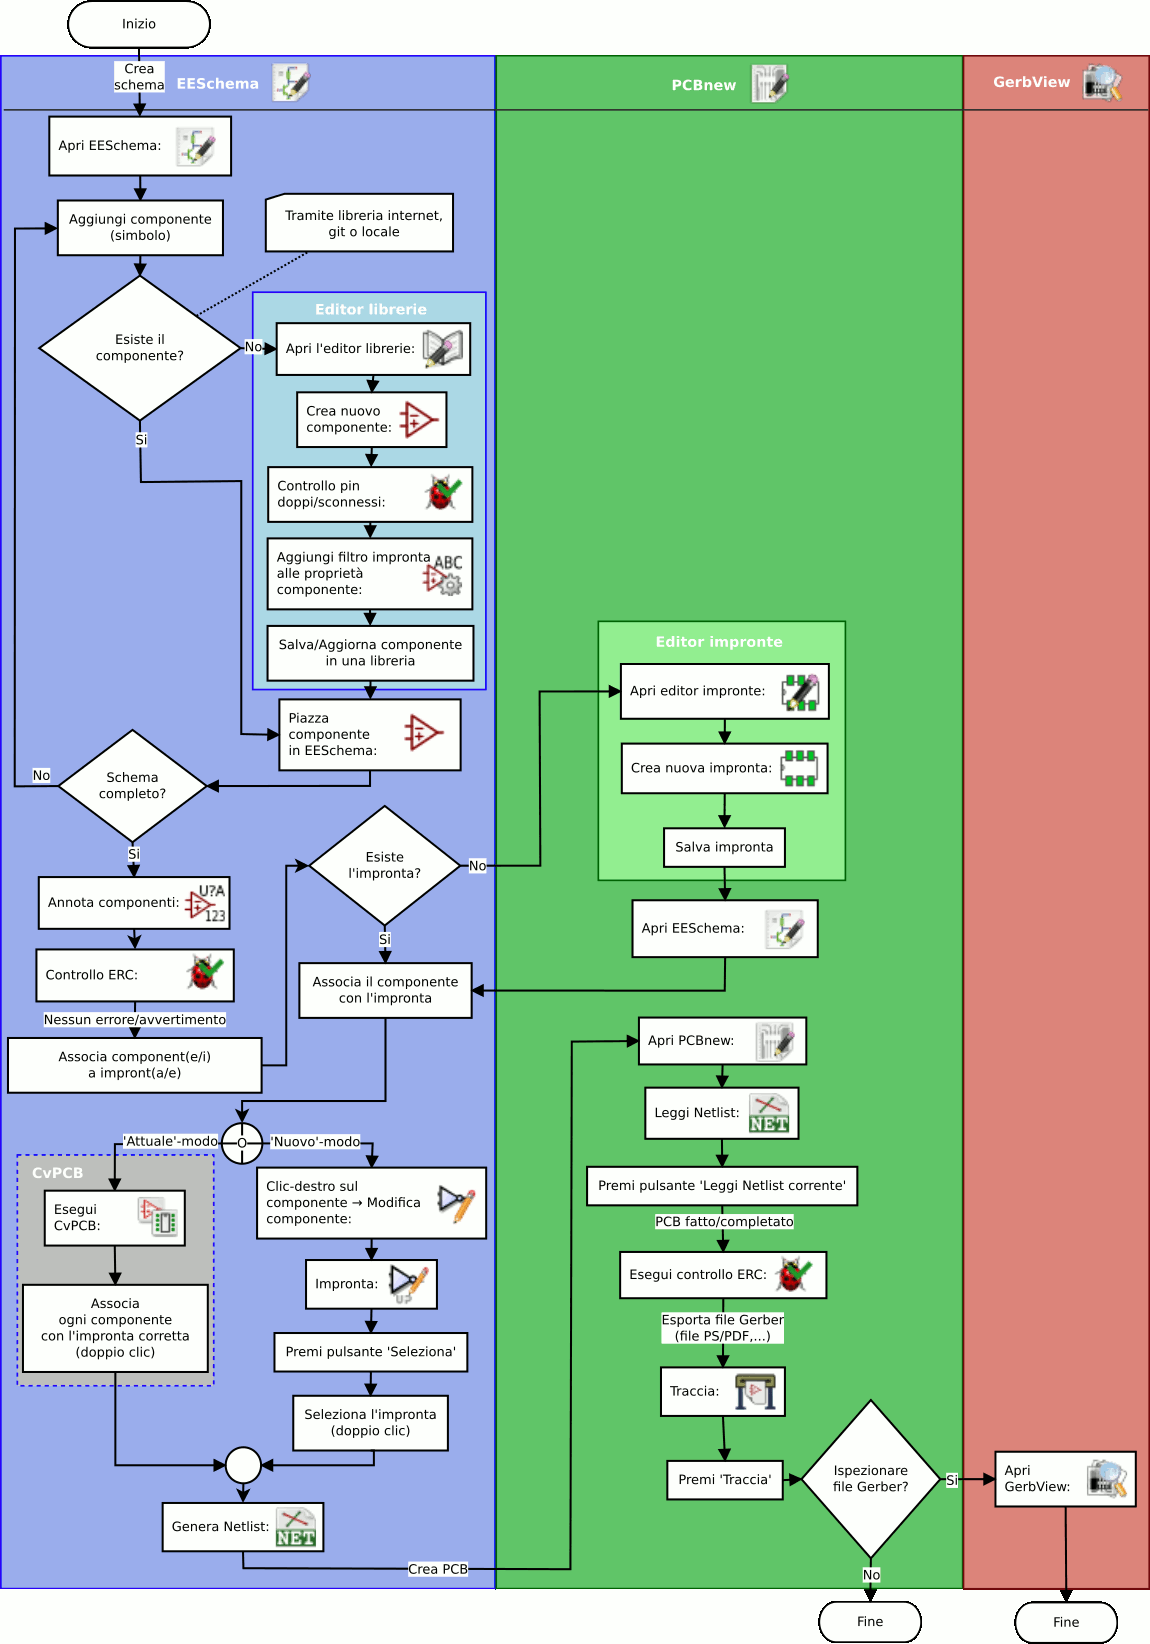 Inizio
Crea
schema
EESchema
PCBnew
GerbView
Apri EESchema:
Aggiungi componente
(simbolo)
Tramite libreria internet,
git o locale
Esiste il
componente?
No
Si
Editor librerie
Apri l'editor librerie:
Crea nuovo
componente:
Controllo pin
doppi/sconnessi:
Aggiungi filtro impronta
alle proprietà
componente:
ABC
Salva/Aggiorna componente
in una libreria
Piazza
componente
in EESchema:
Schema
completo?
No
Si
Annota componenti:
U?A
123
Controllo ERC:
Nessun errore/avvertimento
Associa component(e/i)
a impront(a/e)
Esiste
l'impronta?
No
Si
Editor impronte
Apri editor impronte:
Crea nuova impronta:
Salva impronta
Apri EESchema:
Associa il componente
con l'impronta
O
'Attuale'-modo
'Nuovo'-modo
CvPCB
Esegui
CvPCB:
Associa
ogni componente
con l'impronta corretta
(doppio clic)
Clic-destro sul
componente → Modifica
componente:
Impronta:
Premi pulsante 'Seleziona'
Seleziona l'impronta
(doppio clic)
Genera Netlist:
NET
Crea PCB
Apri PCBnew:
Leggi Netlist:
NET
Premi pulsante 'Leggi Netlist corrente'
PCB fatto/completato
Esegui controllo ERC:
Esporta file Gerber
(file PS/PDF,...)
Traccia:
Premi 'Traccia'
Ispezionare
file Gerber?
Si
No
Apri
GerbView:
Fine
Fine